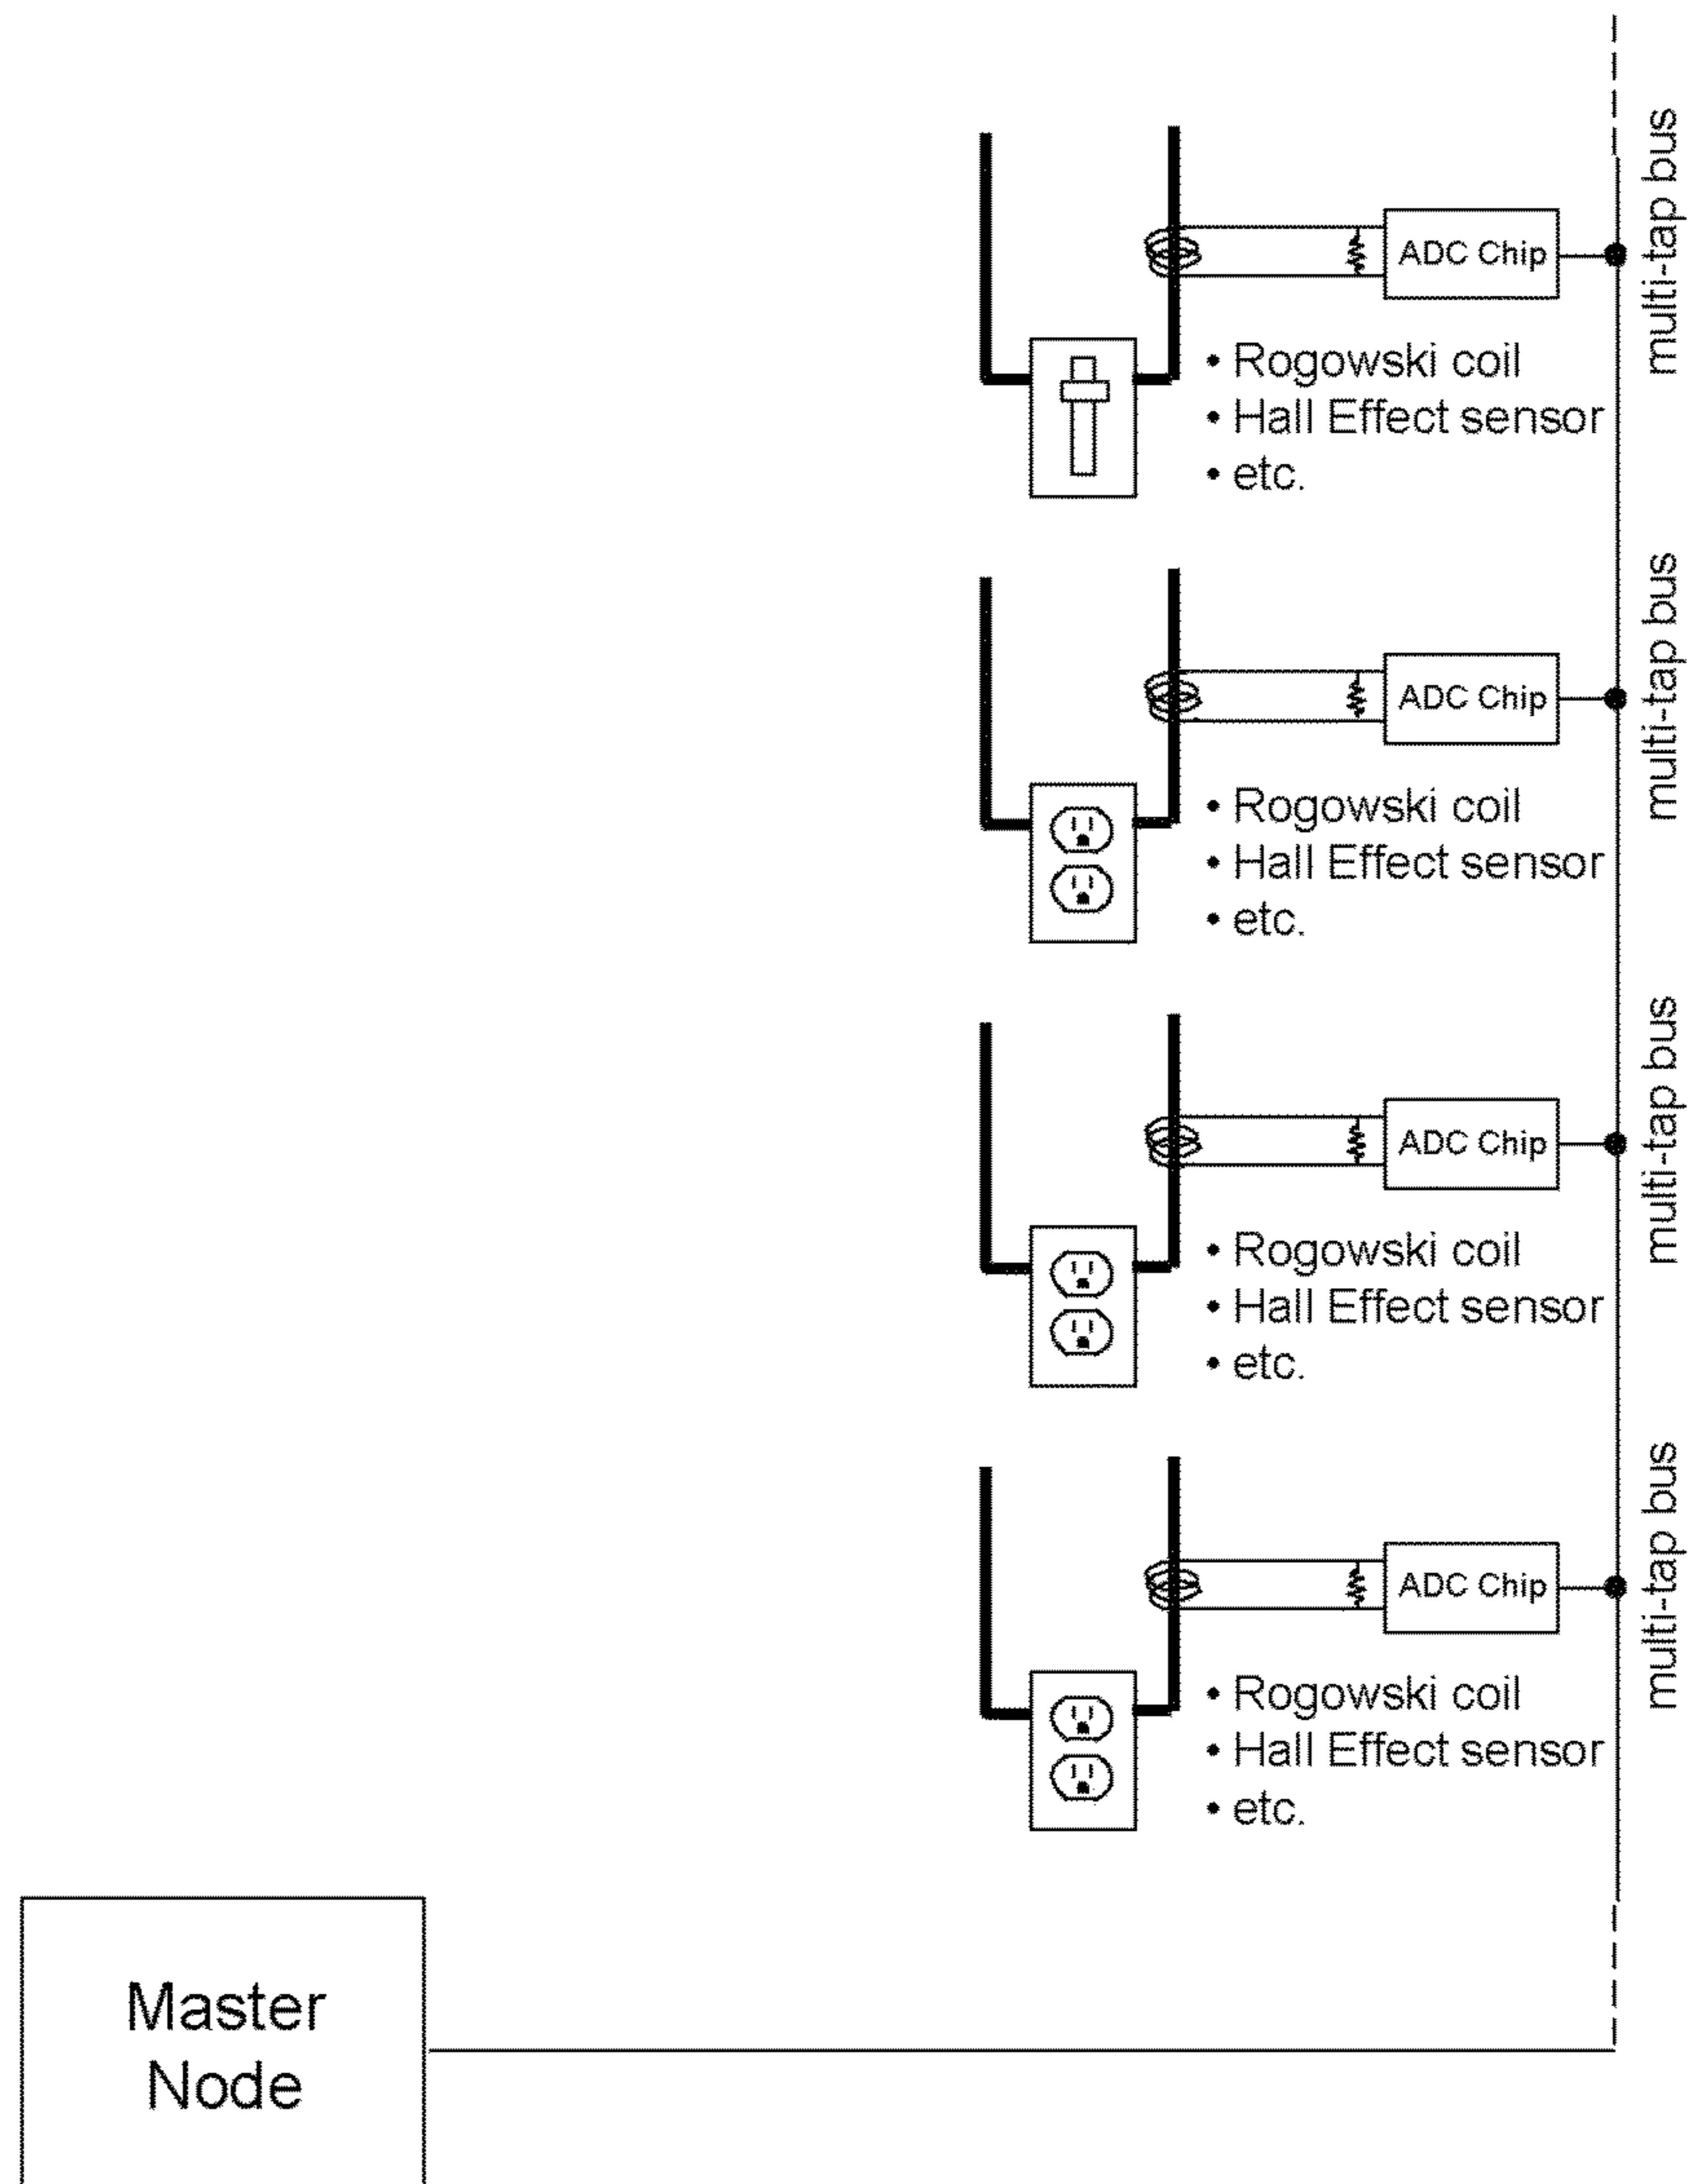 multi-tap bus
ADC Chip
• Rogowski coil
• Hall Effect sensor
• etc.
multi-tap bus
ADC Chip
• Rogowski coil
• Hall Effect sensor
• etc.
multi-tap bus
ADC Chip
• Rogowski coil
• Hall Effect sensor
• etc.
multi-tap bus
ADC Chip
• Rogowski coil
• Hall Effect sensor
• etc.
Master
Node